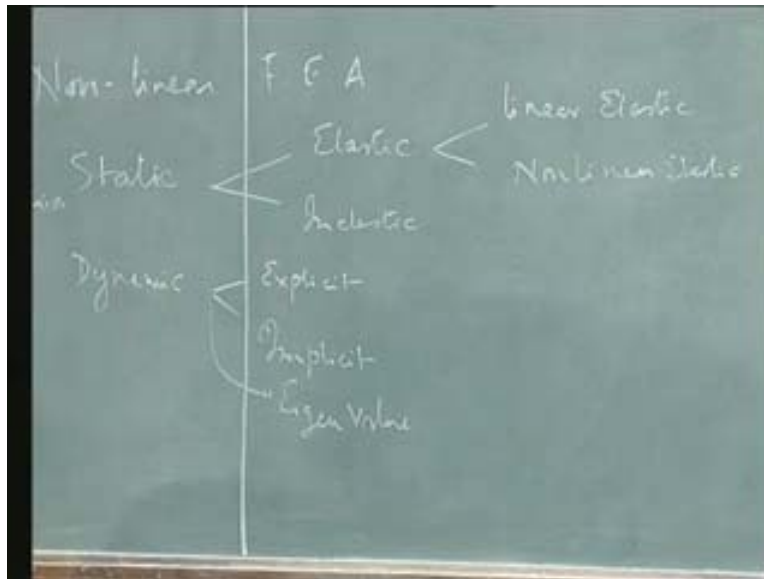 Non-linear F E A
Linear Elastic
Elastic
Nonlinear Elastic
Static
Inelastic
Dynamic
Explicit
Implicit
Eigen Value